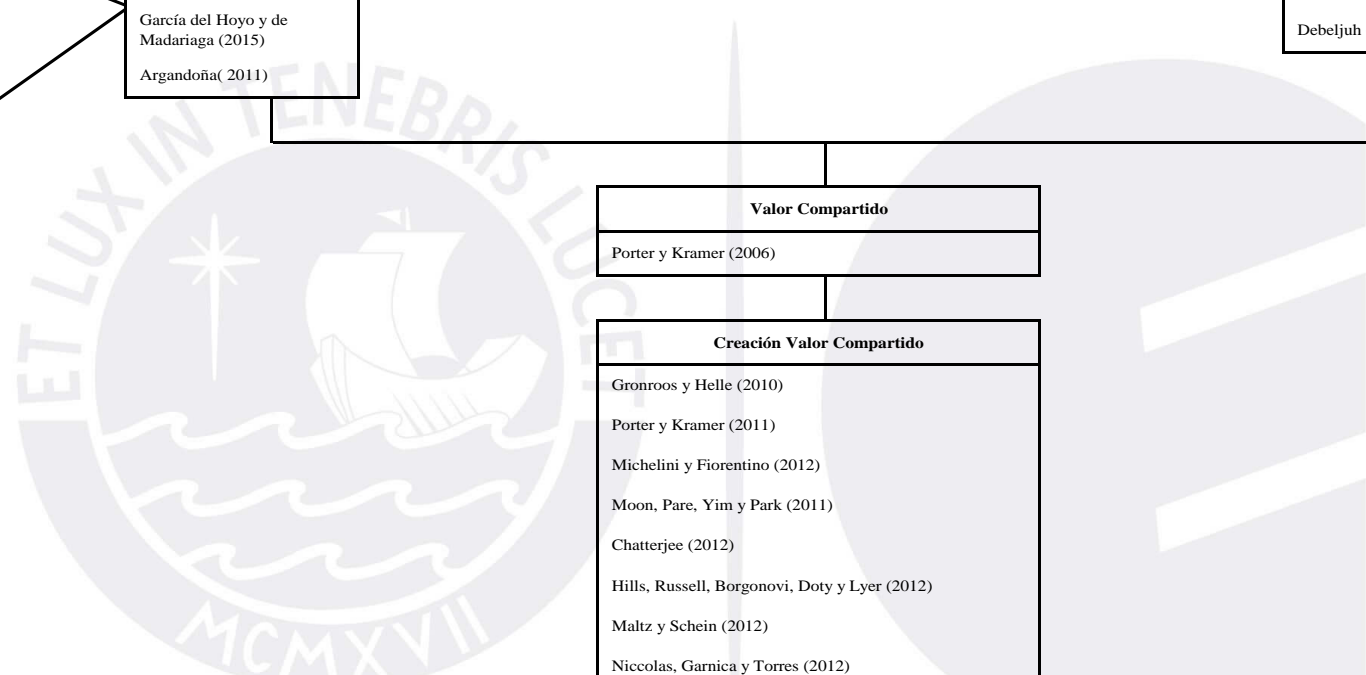 García del Hoyo y de
Madariaga (2015)
Argandoña( 2011)
Debeljuh
ET LUX IN TENEBRIS LUCET
MCMXVII
Valor Compartido
Porter y Kramer (2006)
Creación Valor Compartido
Gronroos y Helle (2010)
Porter y Kramer (2011)
Michelini y Fiorentino (2012)
Moon, Pare, Yim y Park (2011)
Chatterjee (2012)
Hills, Russell, Borgonovi, Doty y Lyer (2012)
Maltz y Schein (2012)
Niccolas, Garnica y Torres (2012)